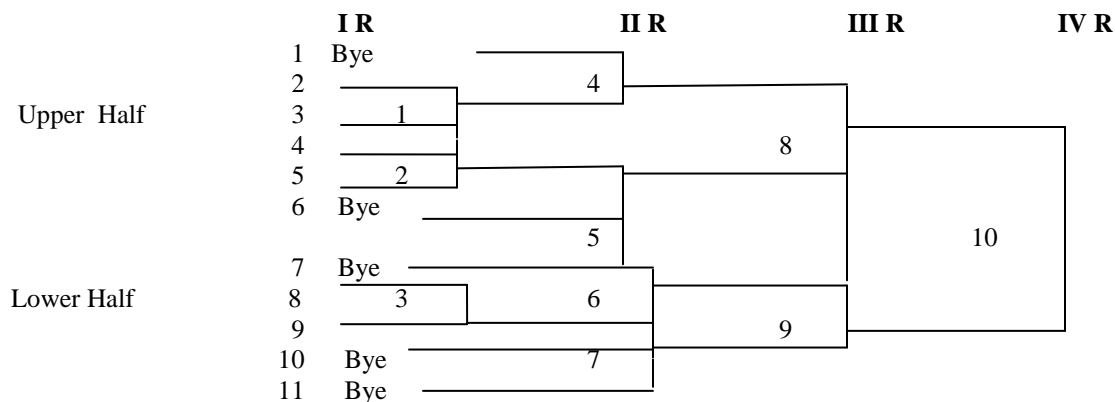 I R II R III R IV R
1 Bye
2 4
Upper Half 3 1
4 8
5 2
6 Bye
5 10
7 Bye
Lower Half 8 3 6
9 9
10 Bye 7
11 Bye